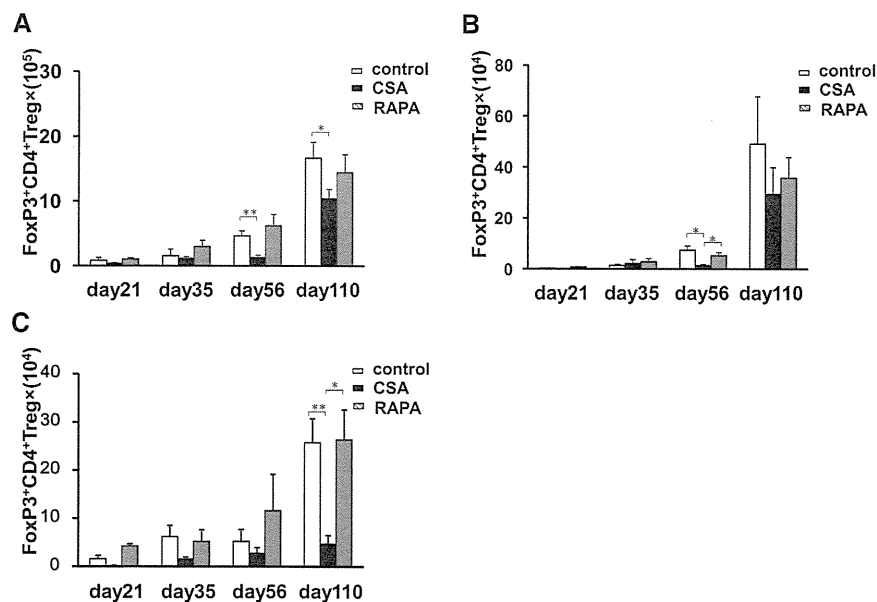 A
FoxP3⁺CD4⁺Treg×(10⁵)
30
20
10
0
control
CSA
RAPA
*
**
day21 day35 day56 day110
B
FoxP3⁺CD4⁺Treg×(10⁴)
80
60
40
20
0
control
CSA
RAPA
* *
day21 day35 day56 day110
C
FoxP3⁺CD4⁺Treg×(10⁴)
40
30
20
10
0
control
CSA
RAPA
*
**
day21 day35 day56 day110